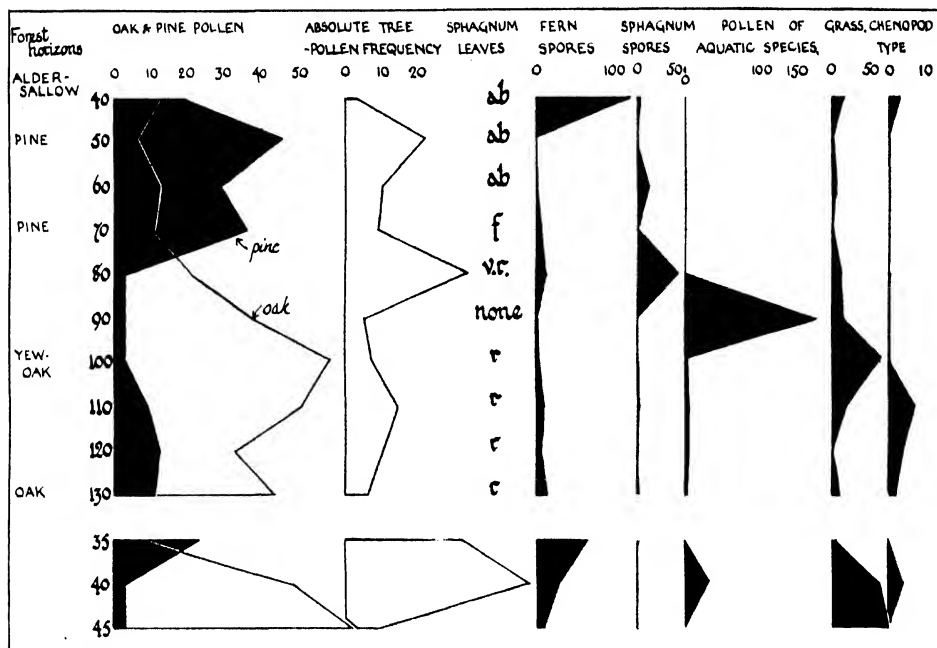 Forest horizons
OAK & PINE POLLEN
ABSOLUTE TREE -POLLEN FREQUENCY
SPHAGNUM LEAVES
FERN SPORES
SPHAGNUM SPORES
POLLEN OF AQUATIC SPECIES,
GRASS, CHENOPOD TYPE
0 10 20 30 40 50
0 10 20
0 100
0 50
0 100 150
0 50
0 10
ALDER-SALLOW
40 ab
PINE 50 ab
60 ab
PINE 70 f
pine
80 v.r.
oak
90 none
YEW-OAK 100 r
110 r
120 r
OAK 130 r
35
40
45